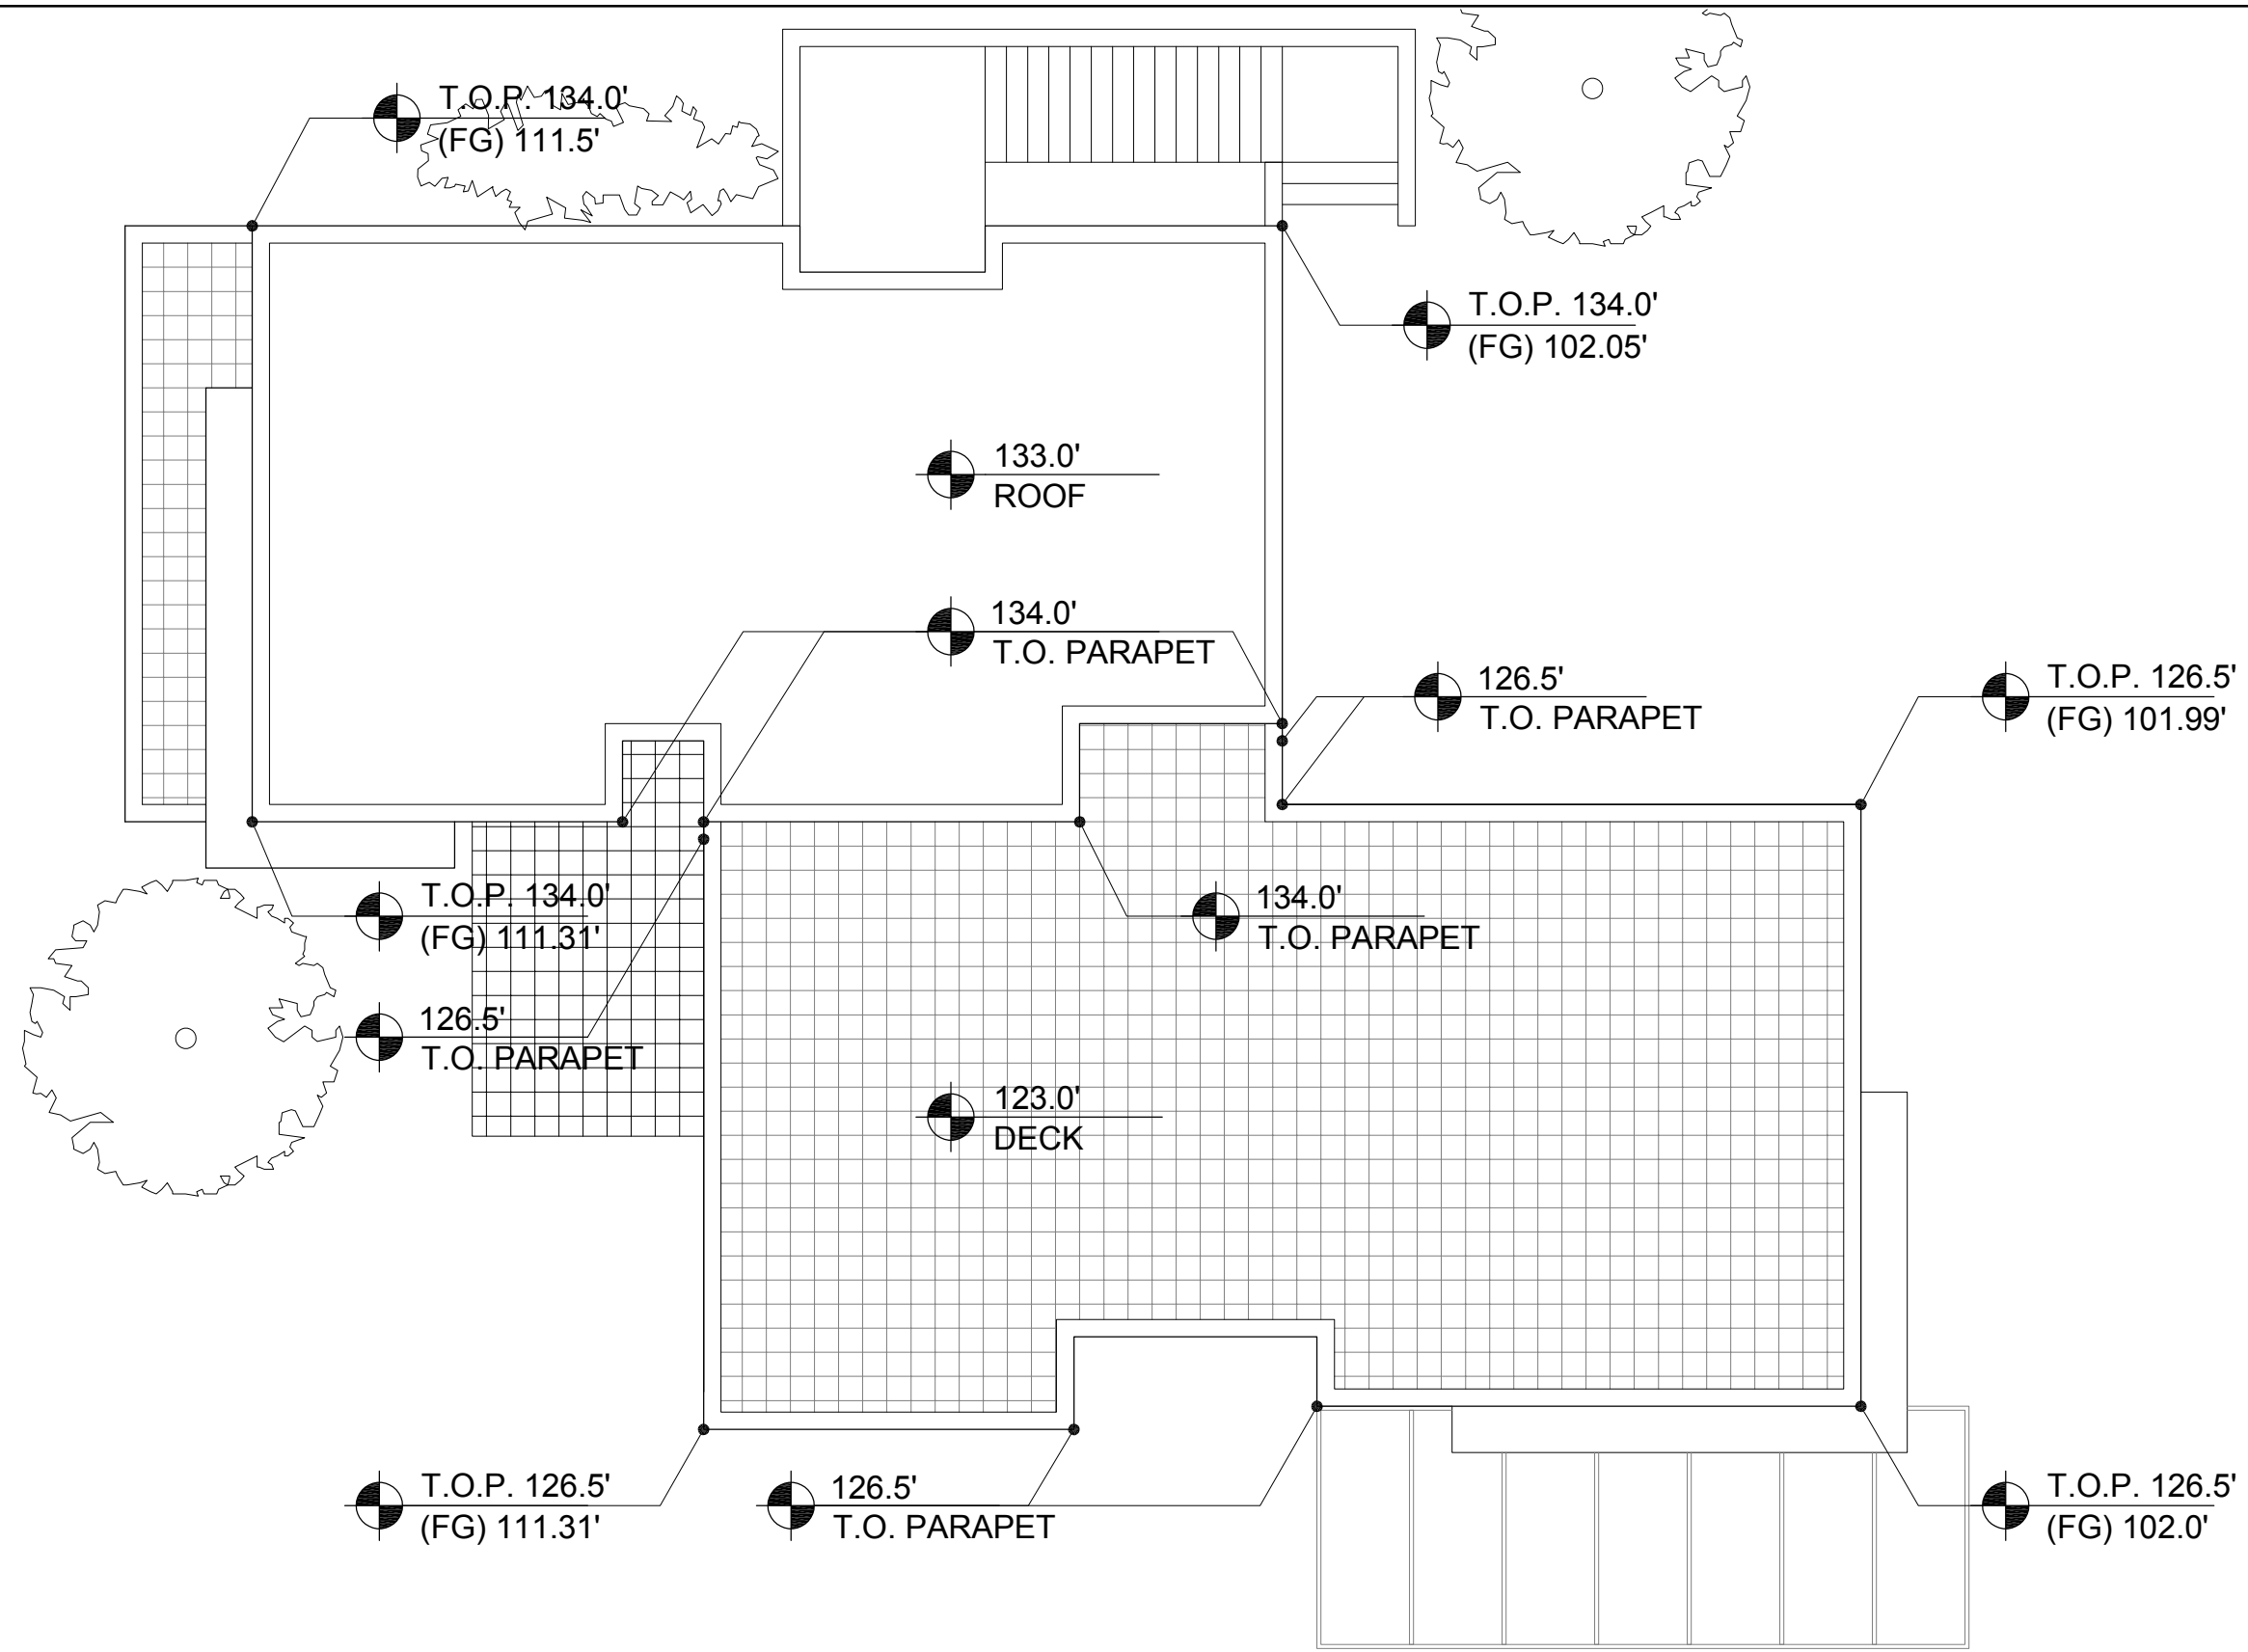 T.O.P. 134.0'
(FG) 111.5'
T.O.P. 134.0'
(FG) 102.05'
133.0'
ROOF
134.0'
T.O. PARAPET
126.5'
T.O. PARAPET
T.O.P. 126.5'
(FG) 101.99'
T.O.P. 134.0'
(FG) 111.31'
134.0'
T.O. PARAPET
126.5'
T.O. PARAPET
123.0'
DECK
T.O.P. 126.5'
(FG) 111.31'
126.5'
T.O. PARAPET
T.O.P. 126.5'
(FG) 102.0'